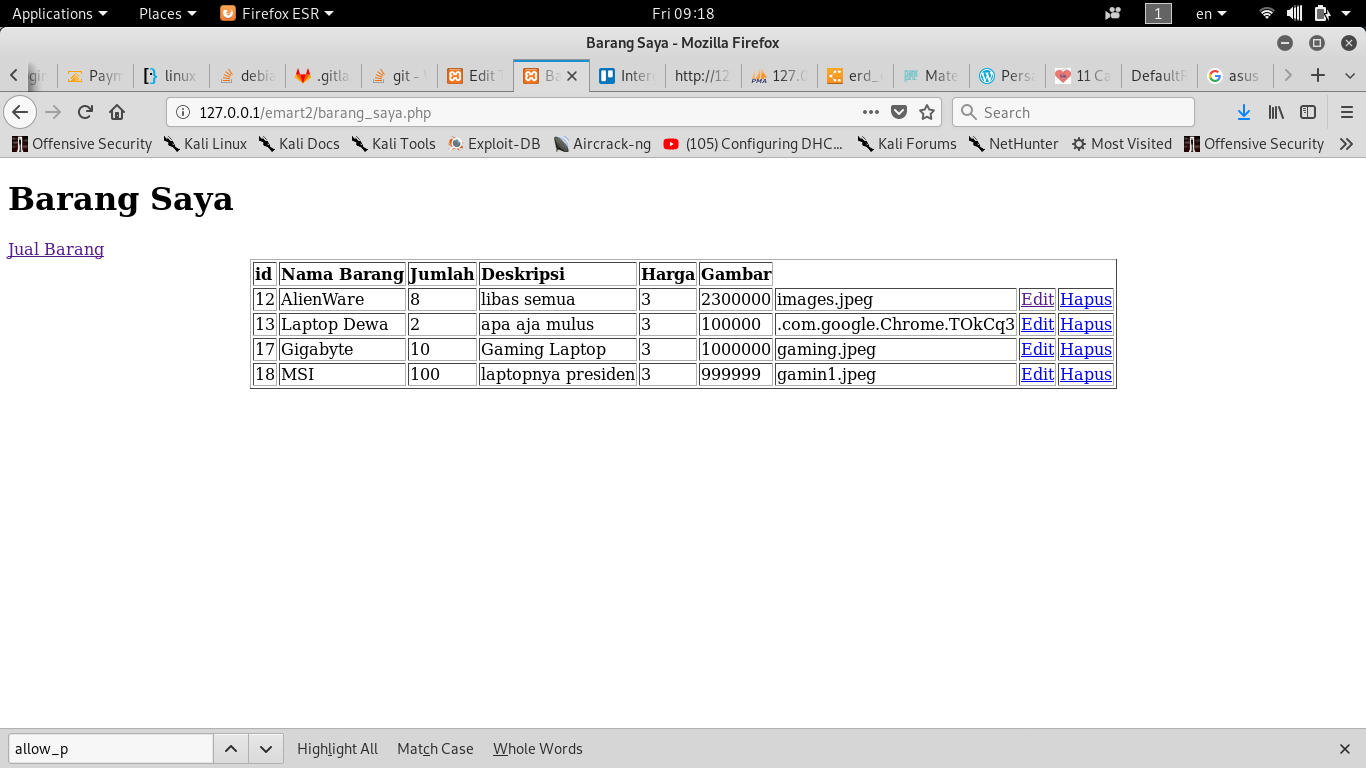 Applications Places Firefox ESR Fri 09:18 1 en
Barang Saya - Mozilla Firefox
Paym linux debia .gitla git - Edit T Ba Inter http://12 127.0 erd_ Mate Persa 11 Ca DefaultR asus
127.0.0.1/emart2/barang_saya.php Search
Offensive Security Kali Linux Kali Docs Kali Tools Exploit-DB Aircrack-ng (105) Configuring DHC... Kali Forums NetHunter Most Visited Offensive Security
Barang Saya
Jual Barang
id Nama Barang Jumlah Deskripsi Harga Gambar
12 AlienWare 8 libas semua 3 2300000 images.jpeg Edit Hapus
13 Laptop Dewa 2 apa aja mulus 3 100000 .com.google.Chrome.TOkCq3 Edit Hapus
17 Gigabyte 10 Gaming Laptop 3 1000000 gaming.jpeg Edit Hapus
18 MSI 100 laptopnya presiden 3 999999 gamin1.jpeg Edit Hapus
allow_p Highlight All Match Case Whole Words